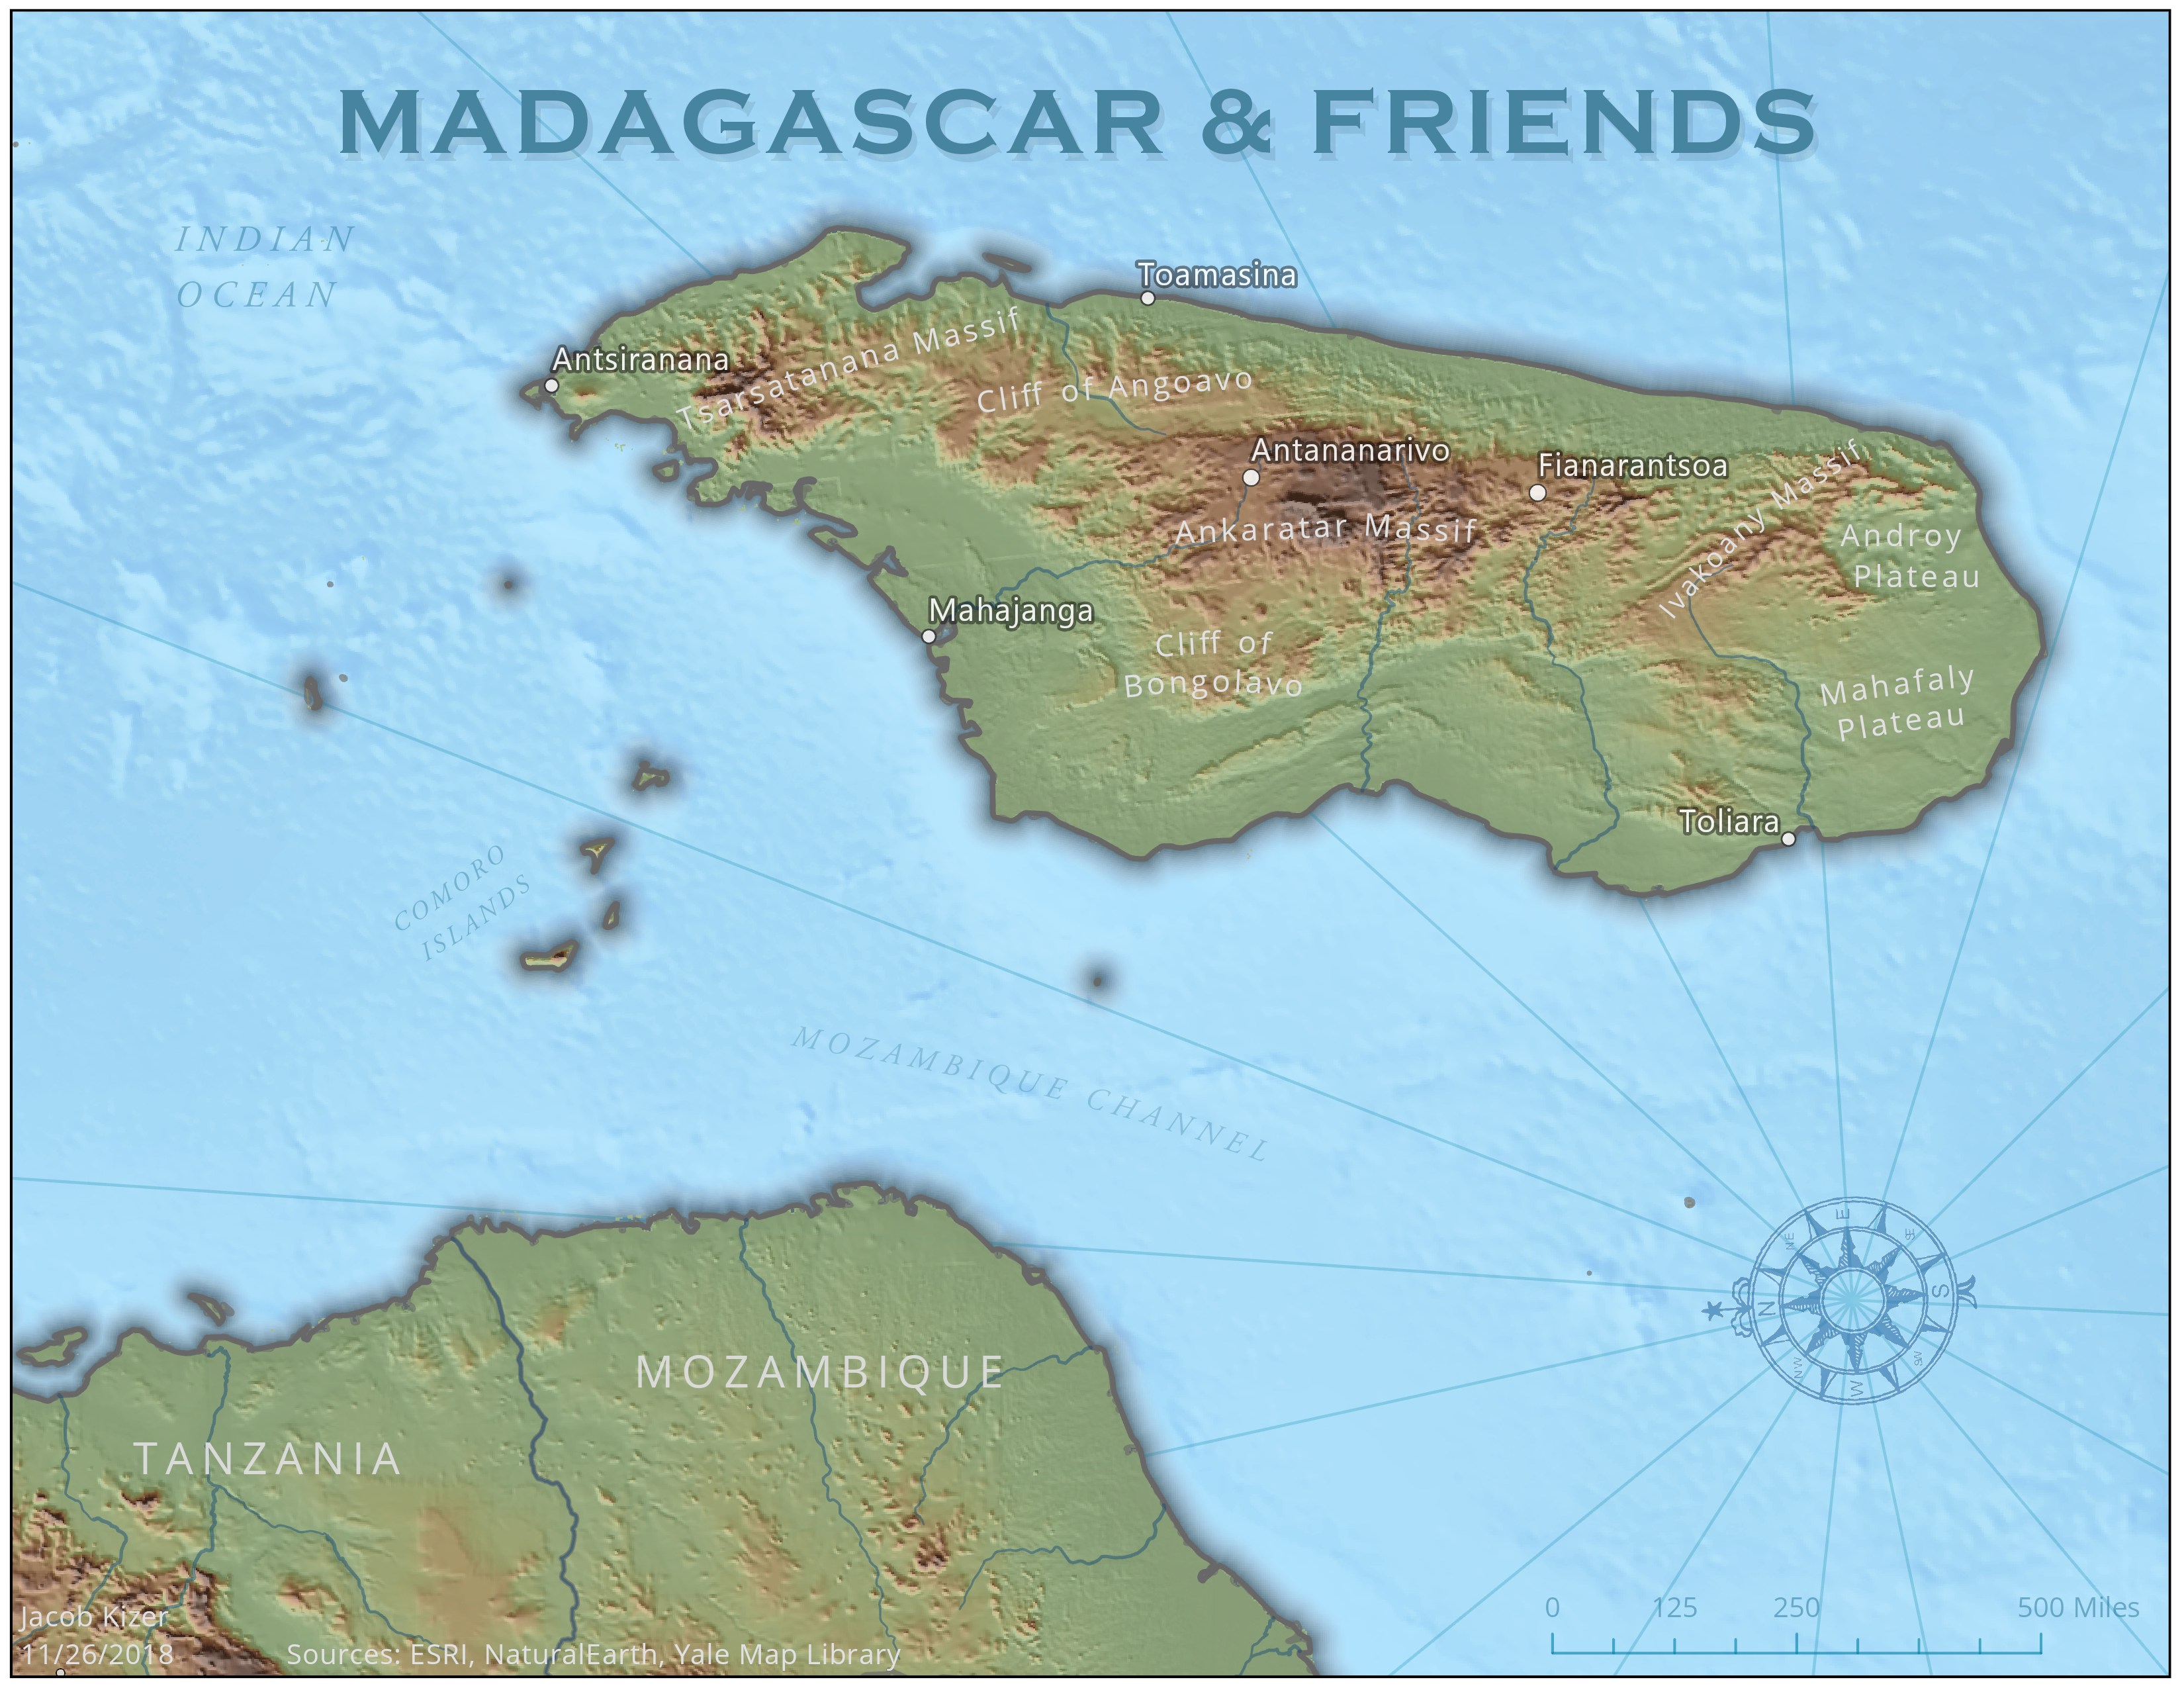 MADAGASCAR & FRIENDS
INDIAN
OCEAN
Toamasina
Antsiranana
Tsarsatanana Massif
Cliff of Angoavo
Antananarivo
Fianarantsoa
Ankaratar Massif
Ivakoany Massif
Androy
Plateau
Mahajanga
Cliff of
Bongolavo
Mahafaly
Plateau
Toliara
COMORO
ISLANDS
MOZAMBIQUE CHANNEL
E
NE
SE
N
S
NW
SW
W
MOZAMBIQUE
TANZANIA
Jacob Kizer
11/26/2018
Sources: ESRI, NaturalEarth, Yale Map Library
0 125 250 500 Miles